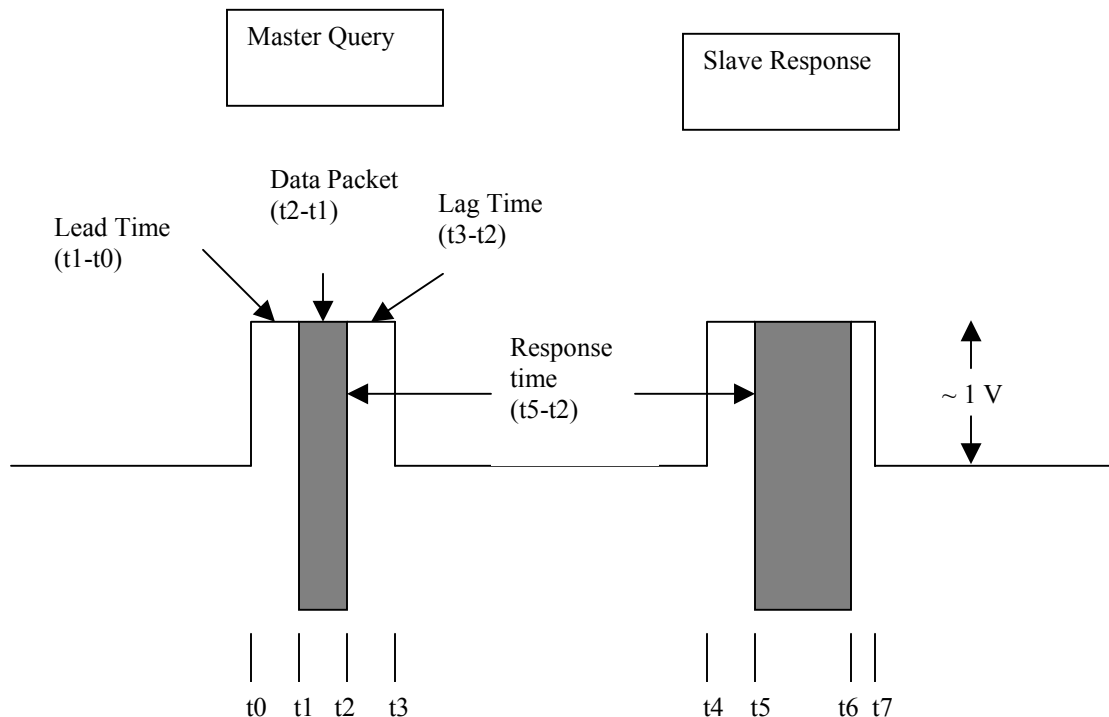 Master Query
Slave Response
Data Packet
(t2-t1)
Lag Time
(t3-t2)
Lead Time
(t1-t0)
Response
time
(t5-t2)
~ 1 V
t0 t1 t2 t3 t4 t5 t6 t7